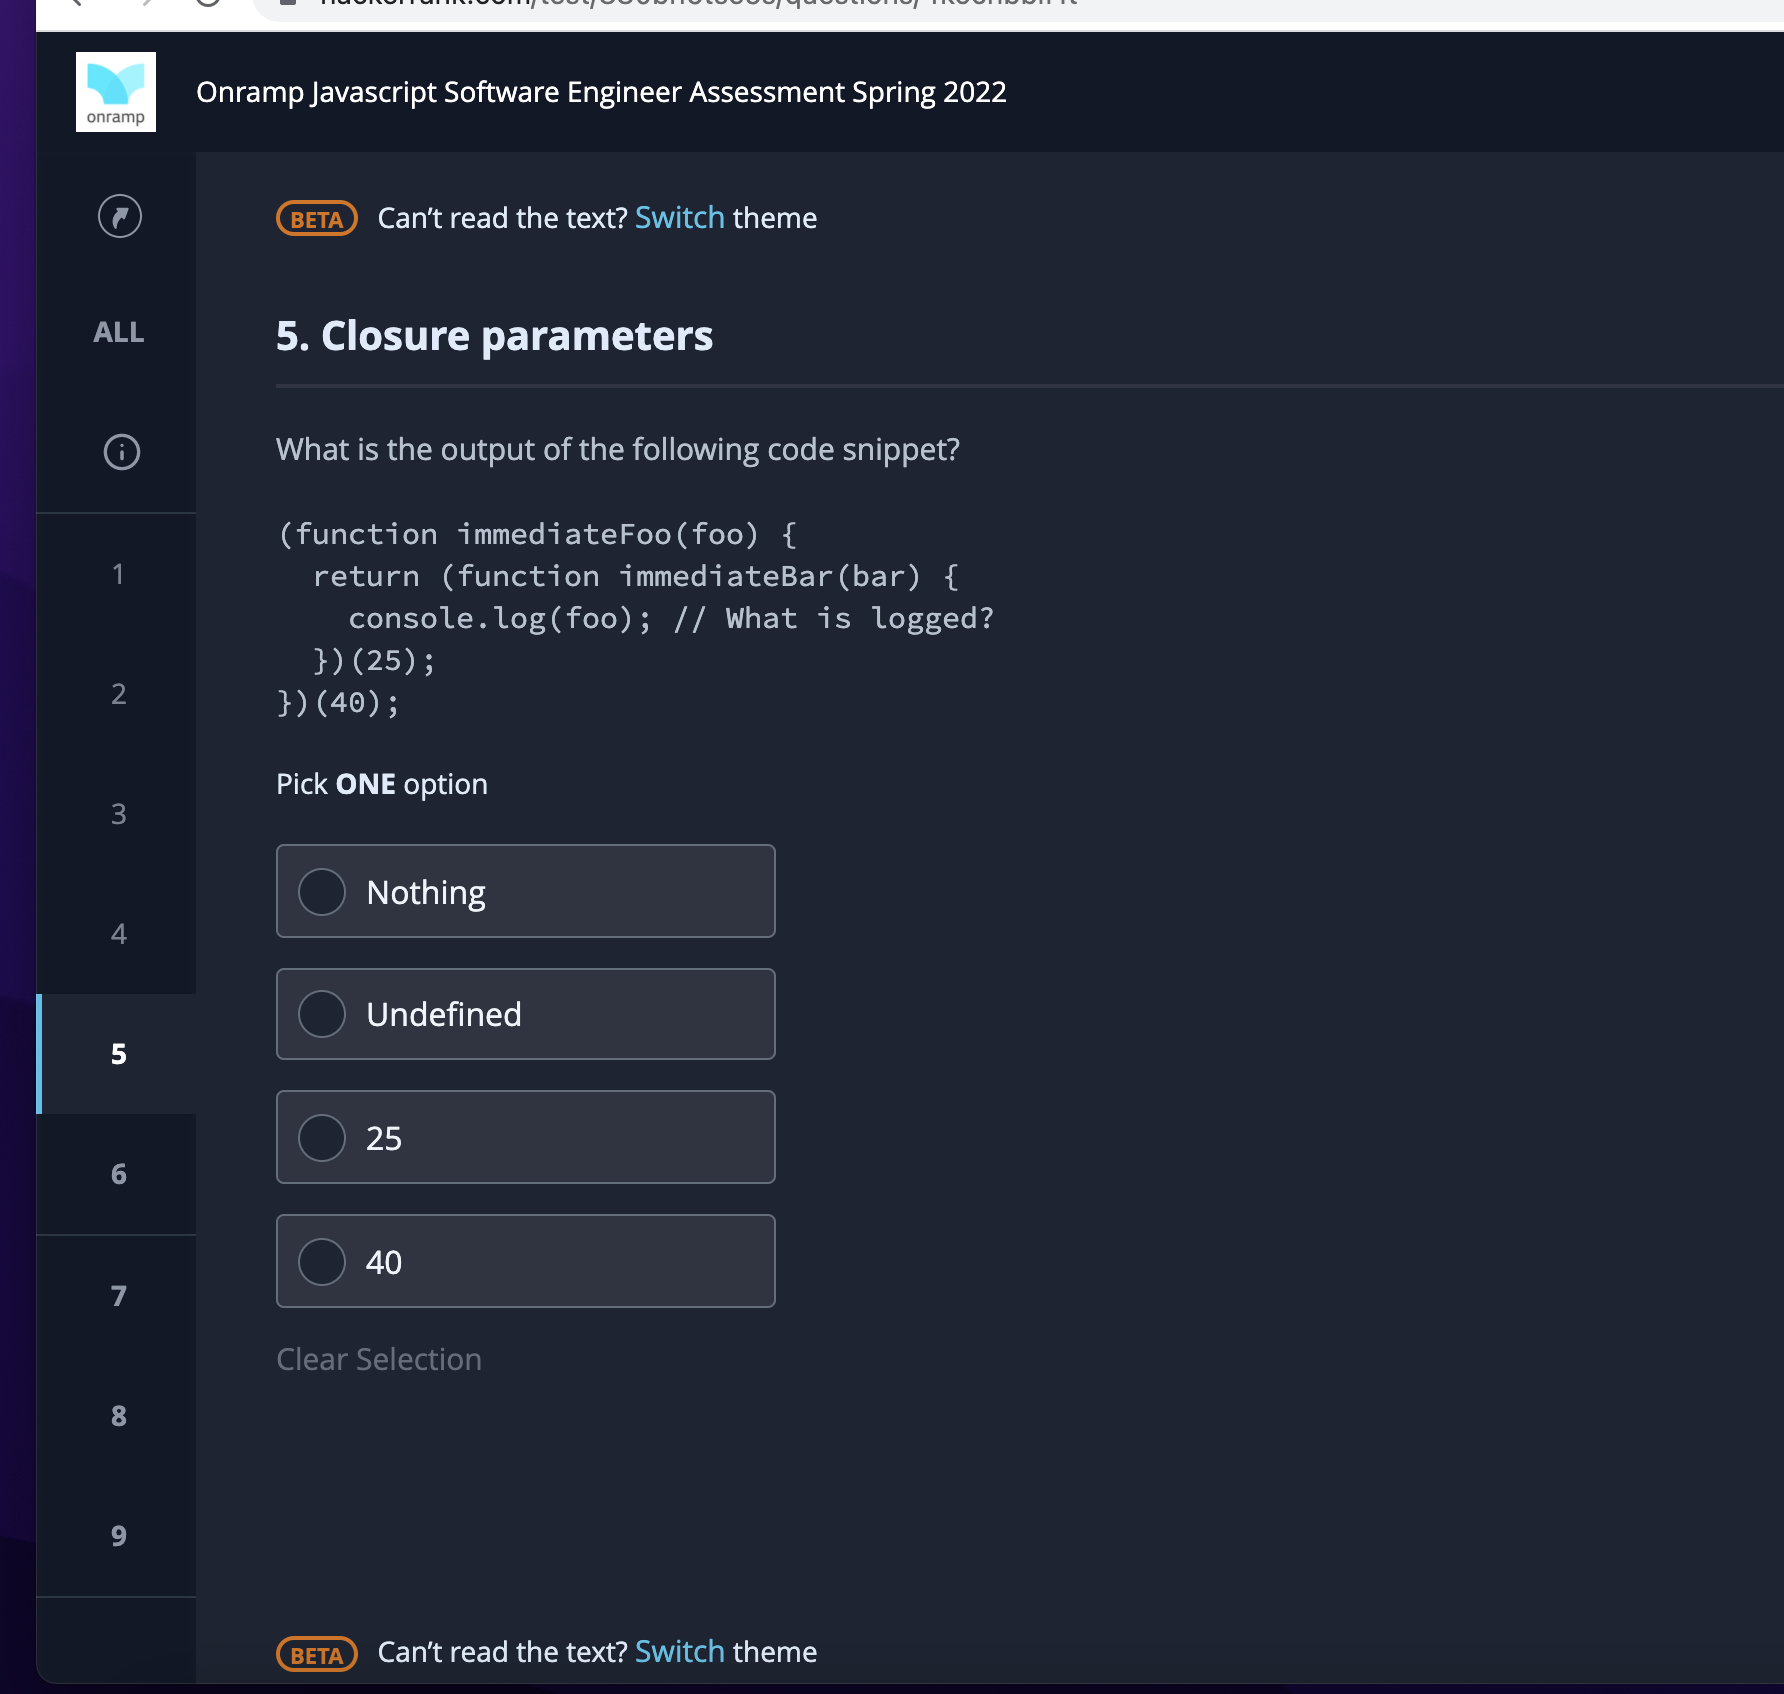 onramp
Onramp Javascript Software Engineer Assessment Spring 2022
BETA Can't read the text? Switch theme
ALL
5. Closure parameters
What is the output of the following code snippet?
(function immediateFoo(foo) {
  return (function immediateBar(bar) {
    console.log(foo); // What is logged?
  })(25);
})(40);
Pick ONE option
Nothing
Undefined
25
40
Clear Selection
1
2
3
4
5
6
7
8
9
BETA Can't read the text? Switch theme